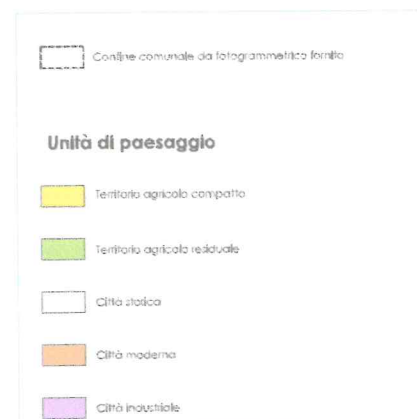 Confine comunale da fotogrammetrico fornito
Unità di paesaggio
Territorio agricolo compatto
Territorio agricolo residuale
Città storica
Città moderna
Città industriale